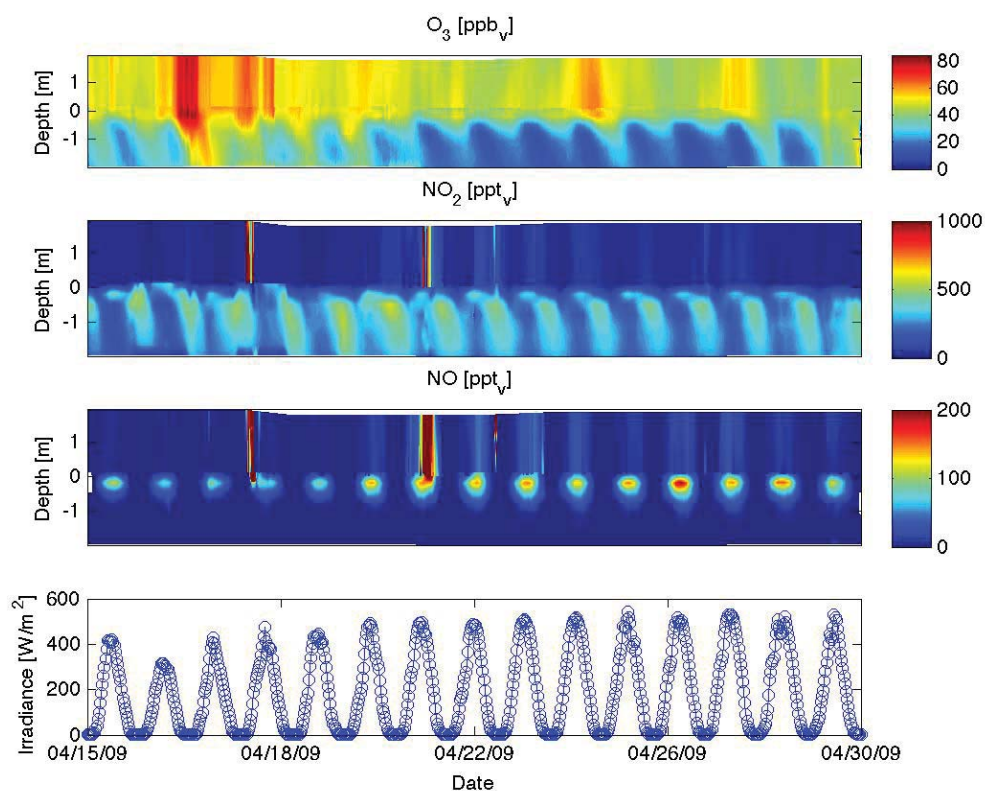 O3 [ppbv]
Depth [m]
1
0
-1
80
60
40
20
0
NO2 [pptv]
Depth [m]
1
0
-1
1000
500
0
NO [pptv]
Depth [m]
1
0
-1
200
100
0
Irradiance [W/m2]
600
400
200
0
04/15/09 04/18/09 04/22/09 04/26/09 04/30/09
Date